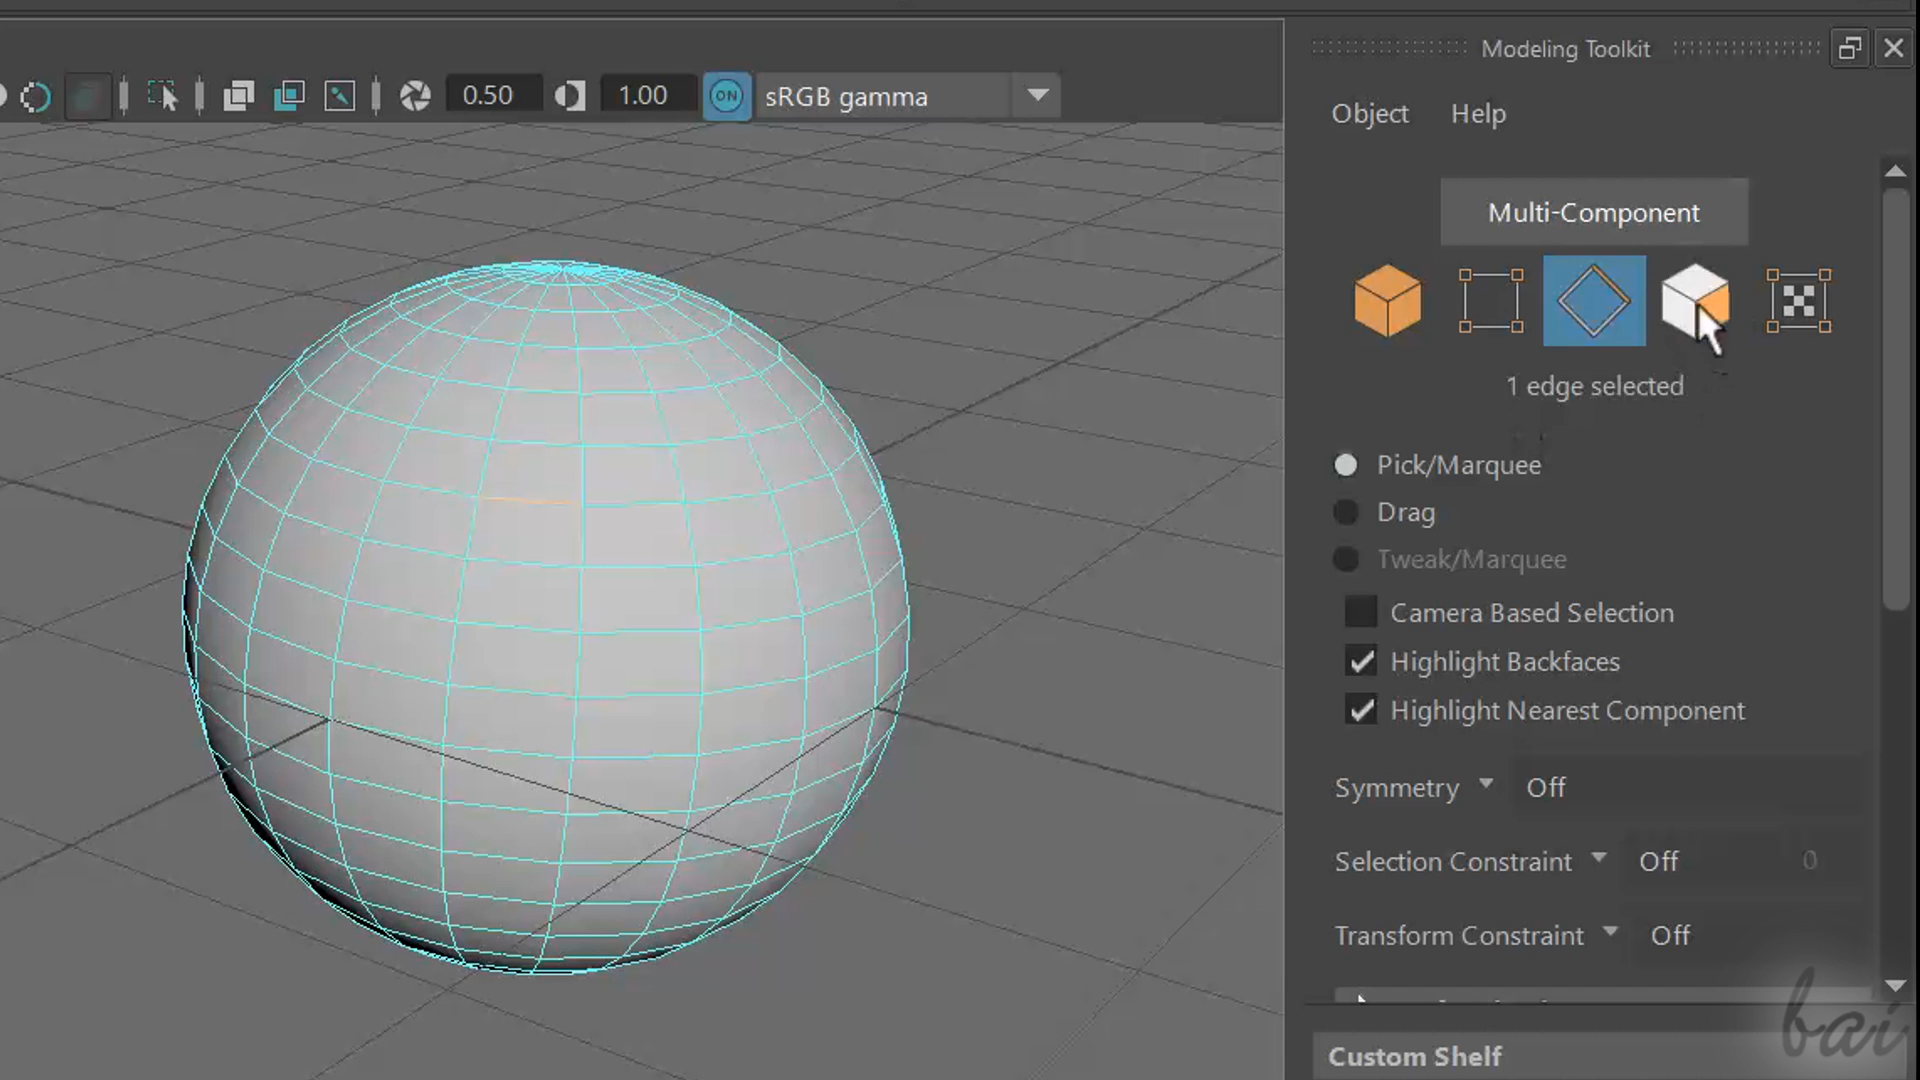 Modeling Toolkit
0.50
1.00
ON
sRGB gamma
Object Help
Multi-Component
1 edge selected
Pick/Marquee
Drag
Tweak/Marquee
Camera Based Selection
Highlight Backfaces
Highlight Nearest Component
Symmetry Off
Selection Constraint Off 0
Transform Constraint Off
Custom Shelf
bai